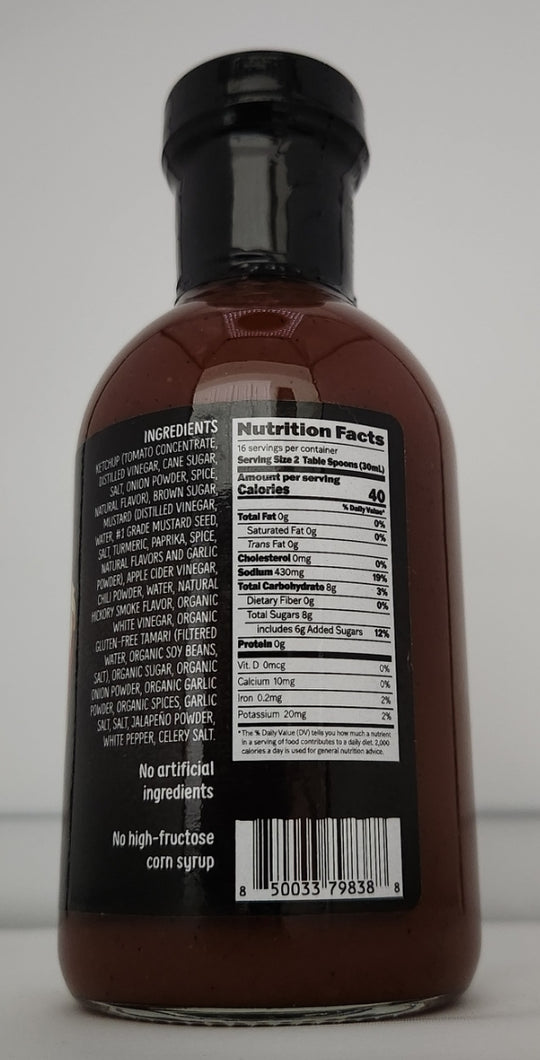 INGREDIENTS
KETCHUP (TOMATO CONCENTRATE,
DISTILLED VINEGAR, CANE SUGAR,
SALT, ONION POWDER, SPICE,
NATURAL FLAVOR), BROWN SUGAR,
MUSTARD (DISTILLED VINEGAR,
WATER, #1 GRADE MUSTARD SEED,
SALT, TURMERIC, PAPRIKA, SPICE,
NATURAL FLAVORS AND GARLIC
POWDER), APPLE CIDER VINEGAR,
CHILI POWDER, WATER, NATURAL
HICKORY SMOKE FLAVOR, ORGANIC
WHITE VINEGAR, ORGANIC
GLUTEN-FREE TAMARI (FILTERED
WATER, ORGANIC SOY BEANS,
SALT), ORGANIC SUGAR, ORGANIC
ONION POWDER, ORGANIC GARLIC
POWDER, ORGANIC SPICES, GARLIC
SALT, SALT, JALAPEÑO POWDER,
WHITE PEPPER, CELERY SALT.
No artificial
ingredients
No high-fructose
corn syrup
Nutrition Facts
16 servings per container
Serving Size 2 Table Spoons (30mL)
Amount per serving
Calories 40
% Daily Value*
Total Fat 0g 0%
Saturated Fat 0g 0%
Trans Fat 0g
Cholesterol 0mg 0%
Sodium 430mg 19%
Total Carbohydrate 8g 3%
Dietary Fiber 0g 0%
Total Sugars 8g
includes 6g Added Sugars 12%
Protein 0g
Vit. D 0mcg 0%
Calcium 10mg 0%
Iron 0.2mg 2%
Potassium 20mg 2%
*The % Daily Value (DV) tells you how much a nutrient
in a serving of food contributes to a daily diet. 2,000
calories a day is used for general nutrition advice.
8 50033 79838 8